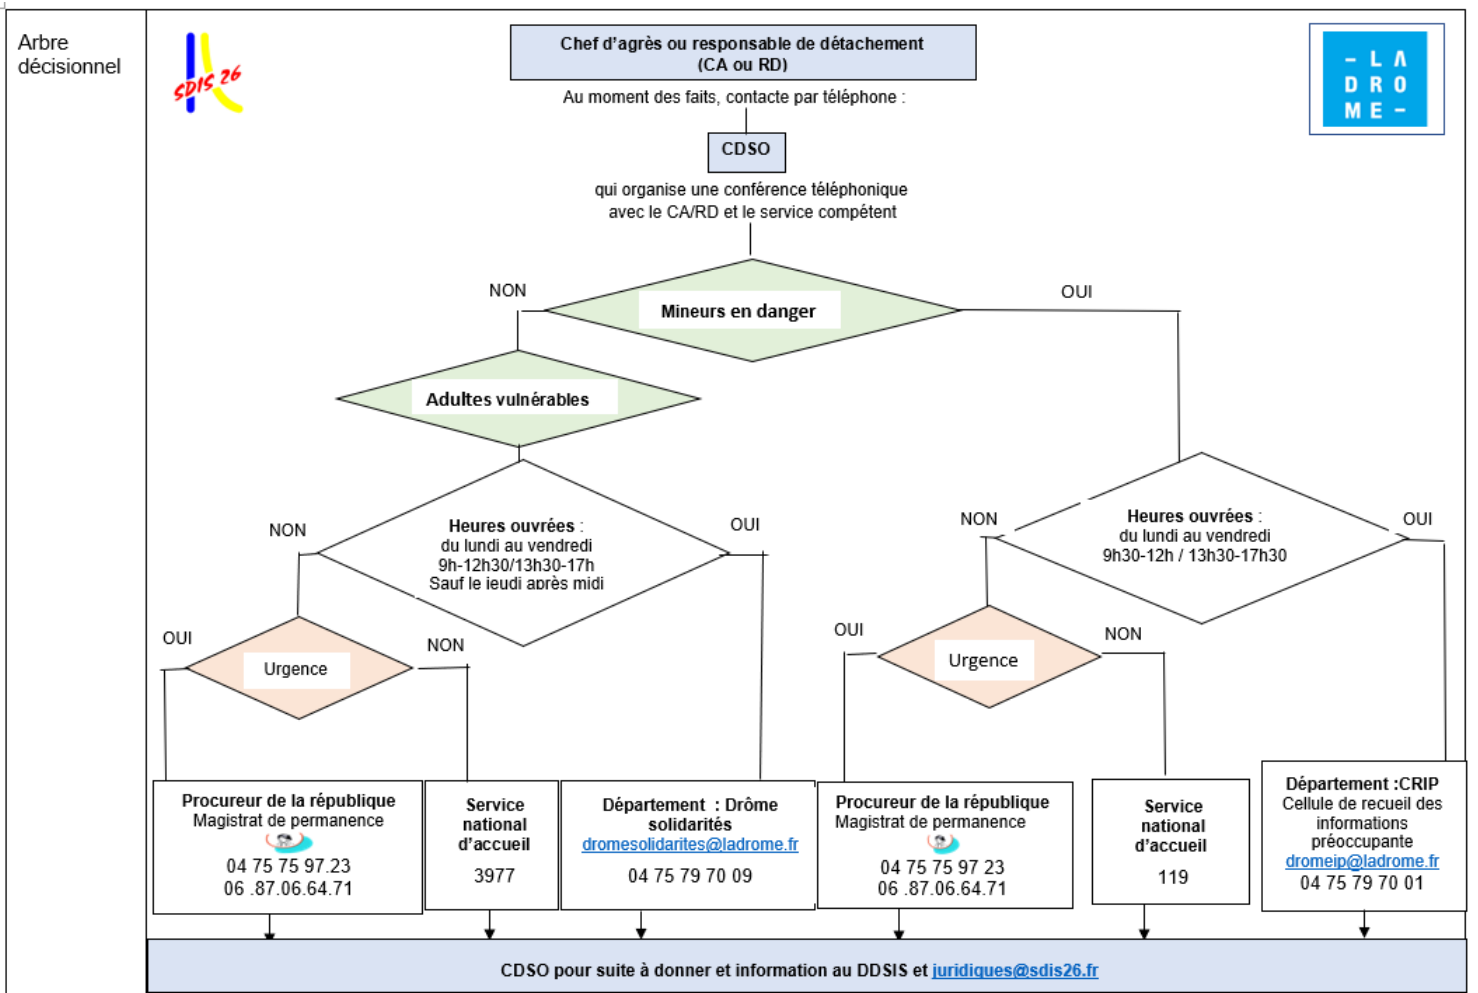 Arbre
décisionnel
SDIS 26
Chef d'agrès ou responsable de détachement
(CA ou RD)
– L A
D R O
M E –
Au moment des faits, contacte par téléphone :
CDSO
qui organise une conférence téléphonique
avec le CA/RD et le service compétent
NON
OUI
Mineurs en danger
Adultes vulnérables
NON
Heures ouvrées :
du lundi au vendredi
9h-12h30/13h30-17h
Sauf le jeudi après midi
OUI
NON
Heures ouvrées :
du lundi au vendredi
9h30-12h / 13h30-17h30
OUI
OUI
Urgence
NON
OUI
Urgence
NON
Procureur de la république
Magistrat de permanence
04 75 75 97.23
06 .87.06.64.71
Service
national
d'accueil
3977
Département : Drôme
solidarités
dromesolidarites@ladrome.fr
04 75 79 70 09
Procureur de la république
Magistrat de permanence
04 75 75 97 23
06 .87.06.64.71
Service
national
d'accueil
119
Département :CRIP
Cellule de recueil des
informations
préoccupante
dromeip@ladrome.fr
04 75 79 70 01
CDSO pour suite à donner et information au DDSIS et juridiques@sdis26.fr